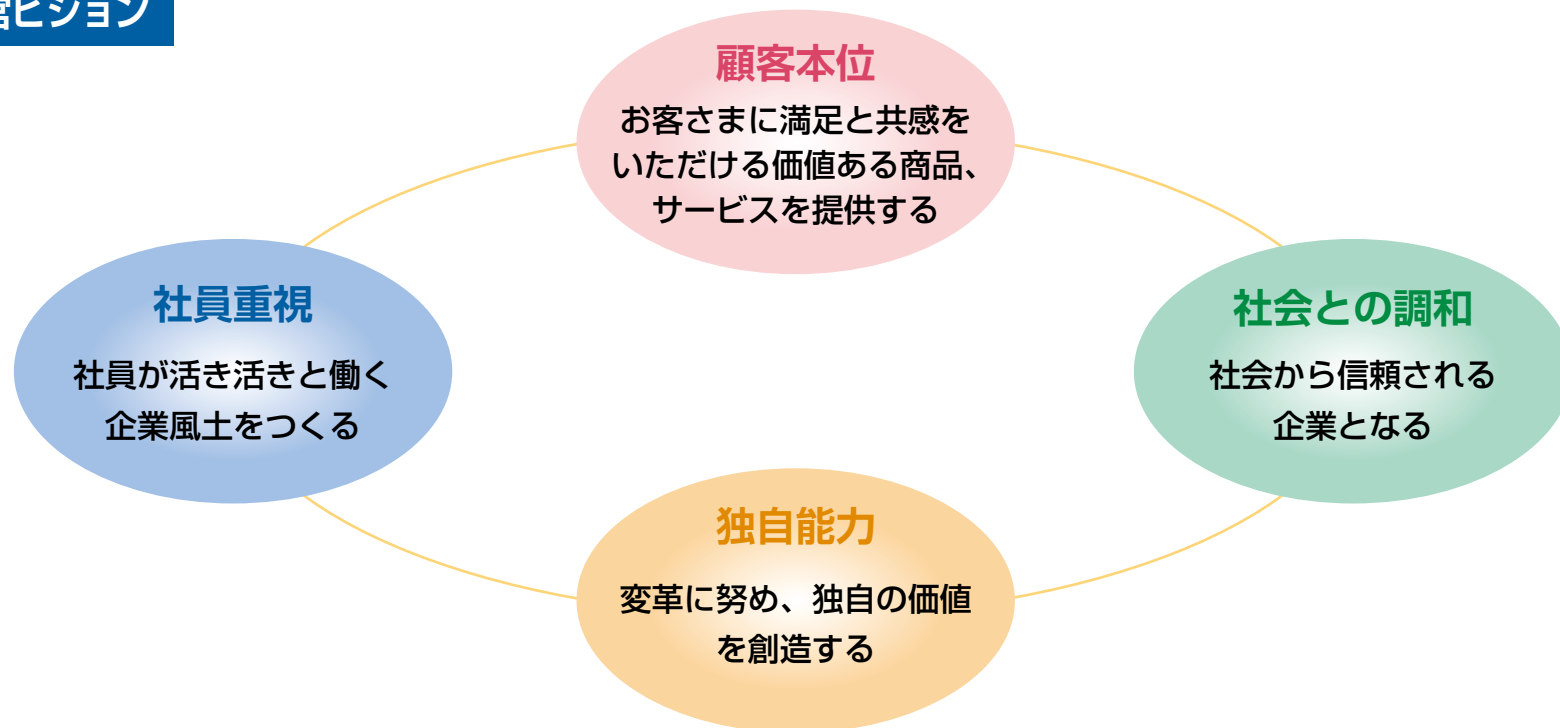 営ビジョン
顧客本位
お客さまに満足と共感を
いただける価値ある商品、
サービスを提供する
社員重視
社員が活き活きと働く
企業風土をつくる
社会との調和
社会から信頼される
企業となる
独自能力
変革に努め、独自の価値
を創造する